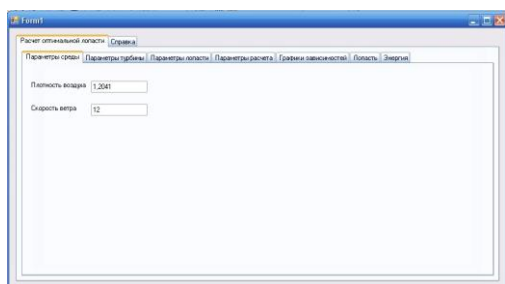 Form1
Расчет оптимальной лопасти Справка
Параметры среды Параметры турбины Параметры лопасти Параметры расчета Графики зависимостей Лопасть Энергия
Плотность воздуха 1,2041
Скорость ветра 12